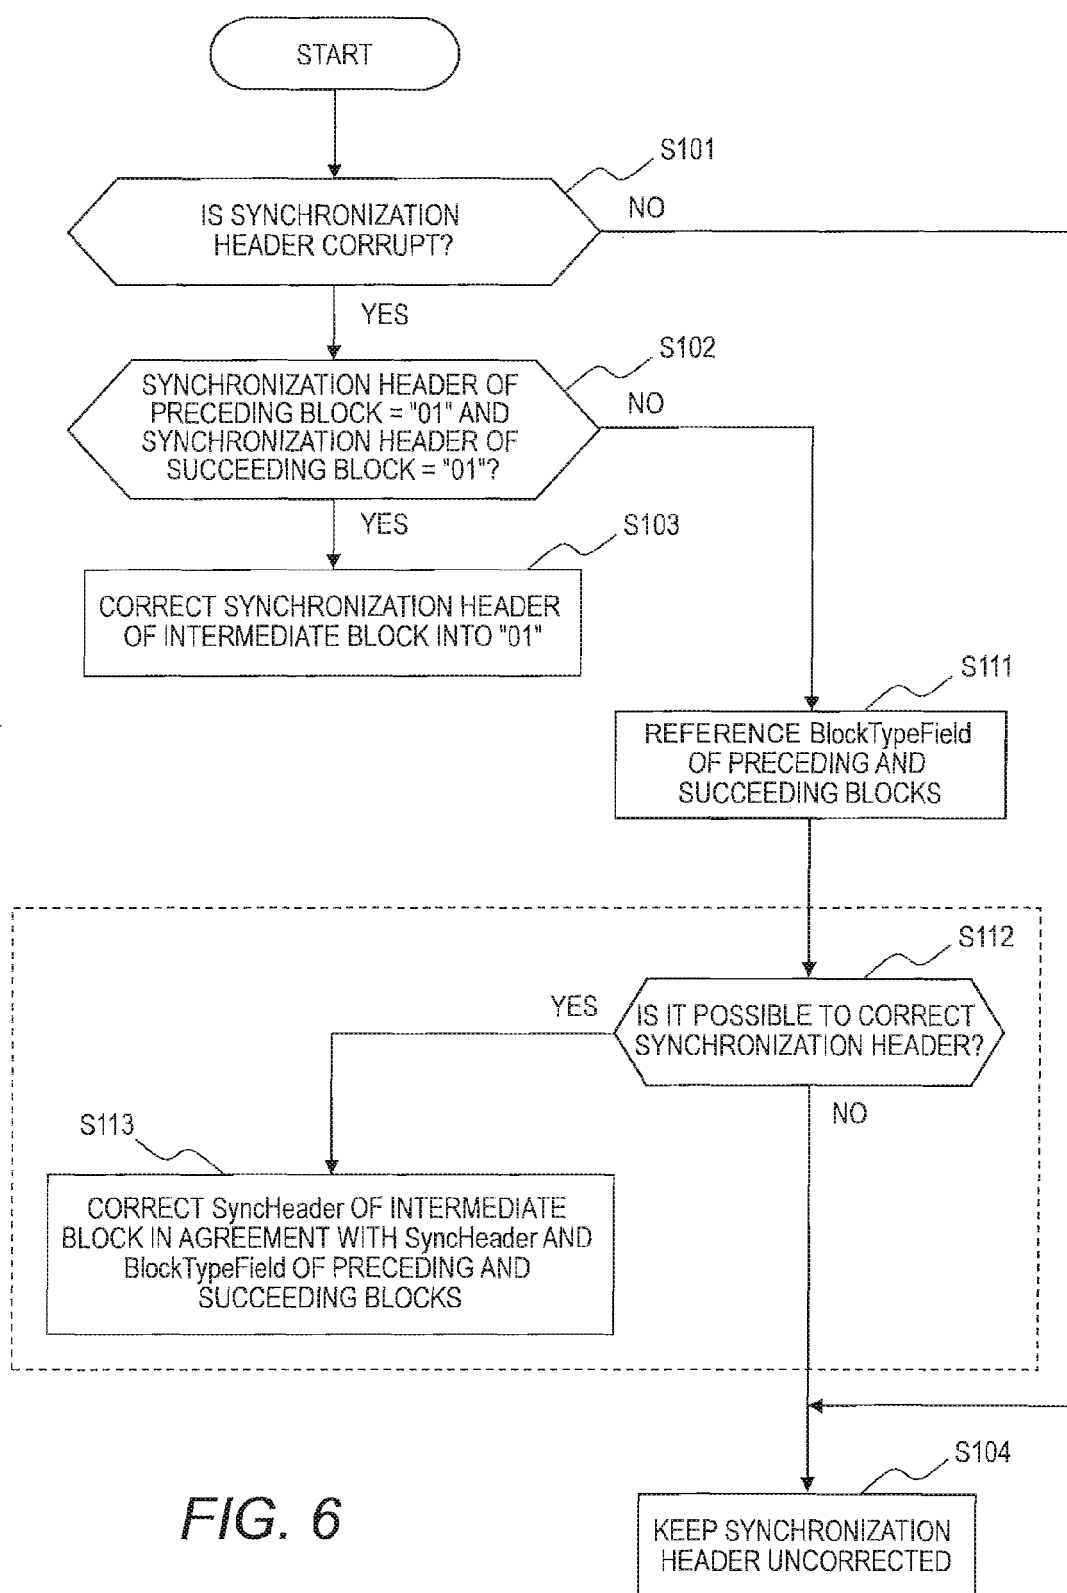 START
S101
IS SYNCHRONIZATION
HEADER CORRUPT?
NO
YES
S102
SYNCHRONIZATION HEADER OF
PRECEDING BLOCK = "01" AND
SYNCHRONIZATION HEADER OF
SUCCEEDING BLOCK = "01"?
NO
YES
S103
CORRECT SYNCHRONIZATION HEADER
OF INTERMEDIATE BLOCK INTO "01"
S111
REFERENCE BlockTypeField
OF PRECEDING AND
SUCCEEDING BLOCKS
S112
IS IT POSSIBLE TO CORRECT
SYNCHRONIZATION HEADER?
YES
NO
S113
CORRECT SyncHeader OF INTERMEDIATE
BLOCK IN AGREEMENT WITH SyncHeader AND
BlockTypeField OF PRECEDING AND
SUCCEEDING BLOCKS
S104
KEEP SYNCHRONIZATION
HEADER UNCORRECTED
FIG. 6